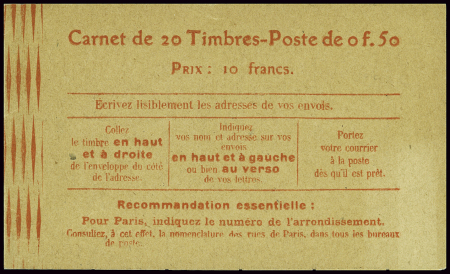 Carnet de 20 Timbres-Poste de 0 f. 50
PRIX : 10 francs.
Écrivez lisiblement les adresses de vos envois.
Collez
le timbre en haut
et à droite
de l'enveloppe du côté
de l'adresse.
Indiquez
vos nom et adresse sur vos
envois
en haut et à gauche
ou bien au verso
de vos lettres.
Portez
votre courrier
à la poste
dès qu'il est prêt.
Recommandation essentielle :
Pour Paris, indiquez le numéro de l'arrondissement.
Consultez, à cet effet, la nomenclature des rues de Paris, dans tous les bureaux
de poste.